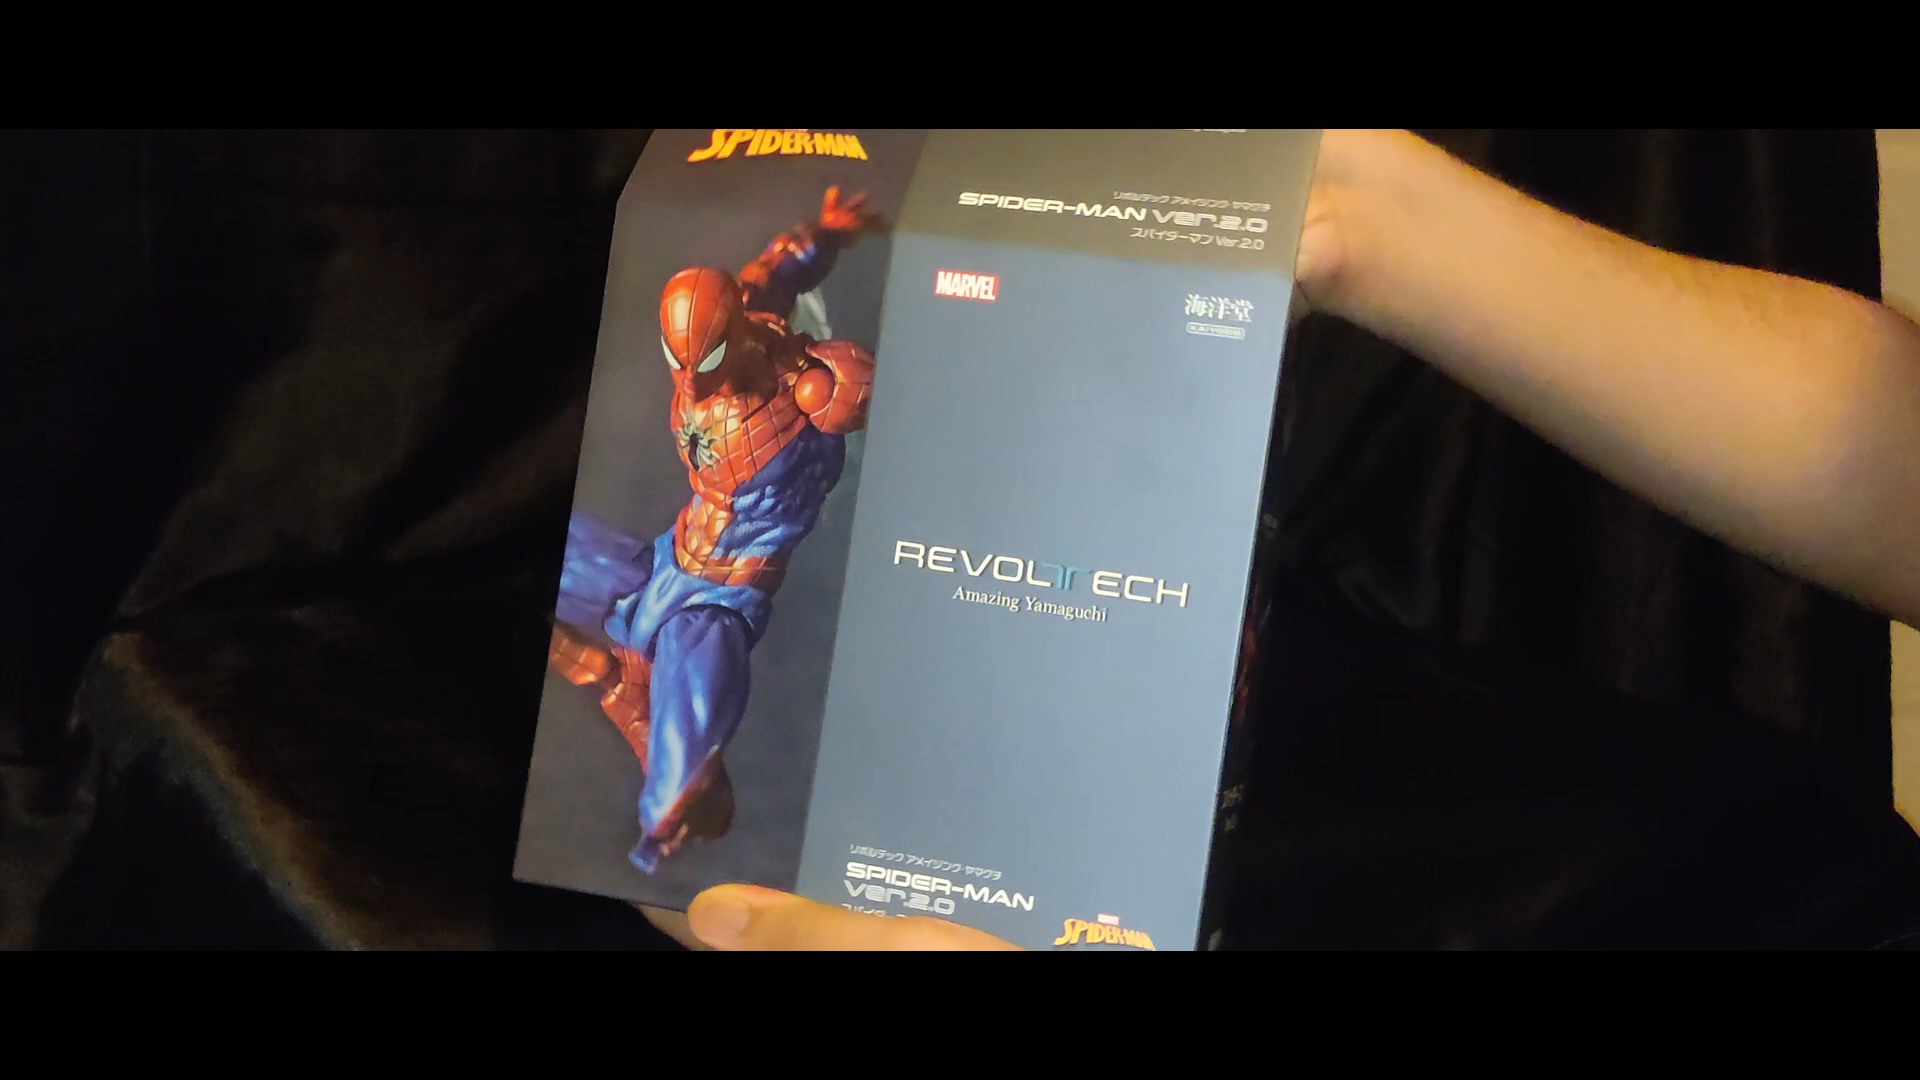 SPIDER-MAN
リボルテック アメイジング・ヤマグチ
SPIDER-MAN ver.2.0
スパイダーマン Ver.2.0
MARVEL
海洋堂
KAIYODO
REVOLTECH
Amazing Yamaguchi
リボルテック アメイジング・ヤマグチ
SPIDER-MAN
ver.2.0
MARVEL
SPIDER-MAN